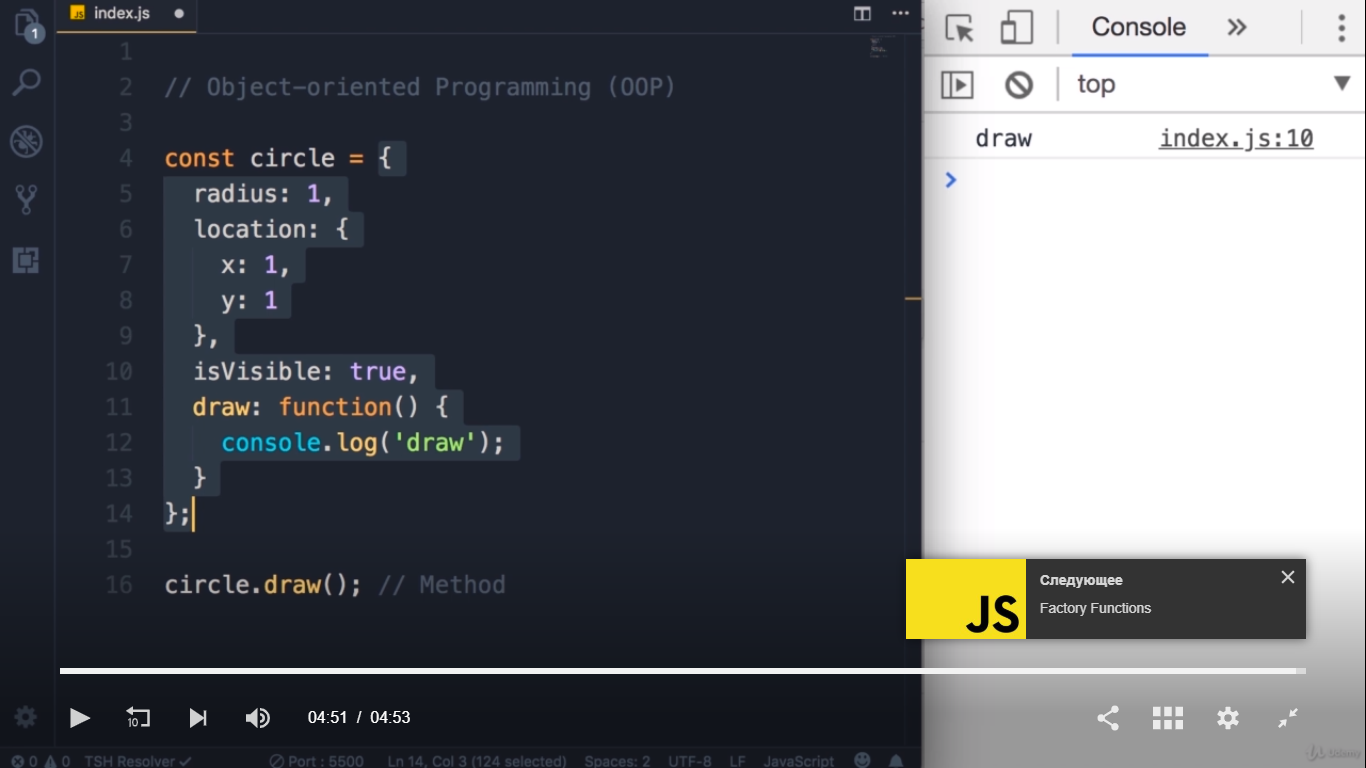 1
JS index.js
1
2 // Object-oriented Programming (OOP)
3
4 const circle = {
5 radius: 1,
6 location: {
7 x: 1,
8 y: 1
9 },
10 isVisible: true,
11 draw: function() {
12 console.log('draw');
13 }
14 };
15
16 circle.draw(); // Method
Console
top
draw index.js:10
Следующее
Factory Functions
JS
10
04:51 / 04:53
0 0 TSH Resolver Port : 5500 Ln 14, Col 3 (124 selected) Spaces: 2 UTF-8 LF JavaScript
Udemy